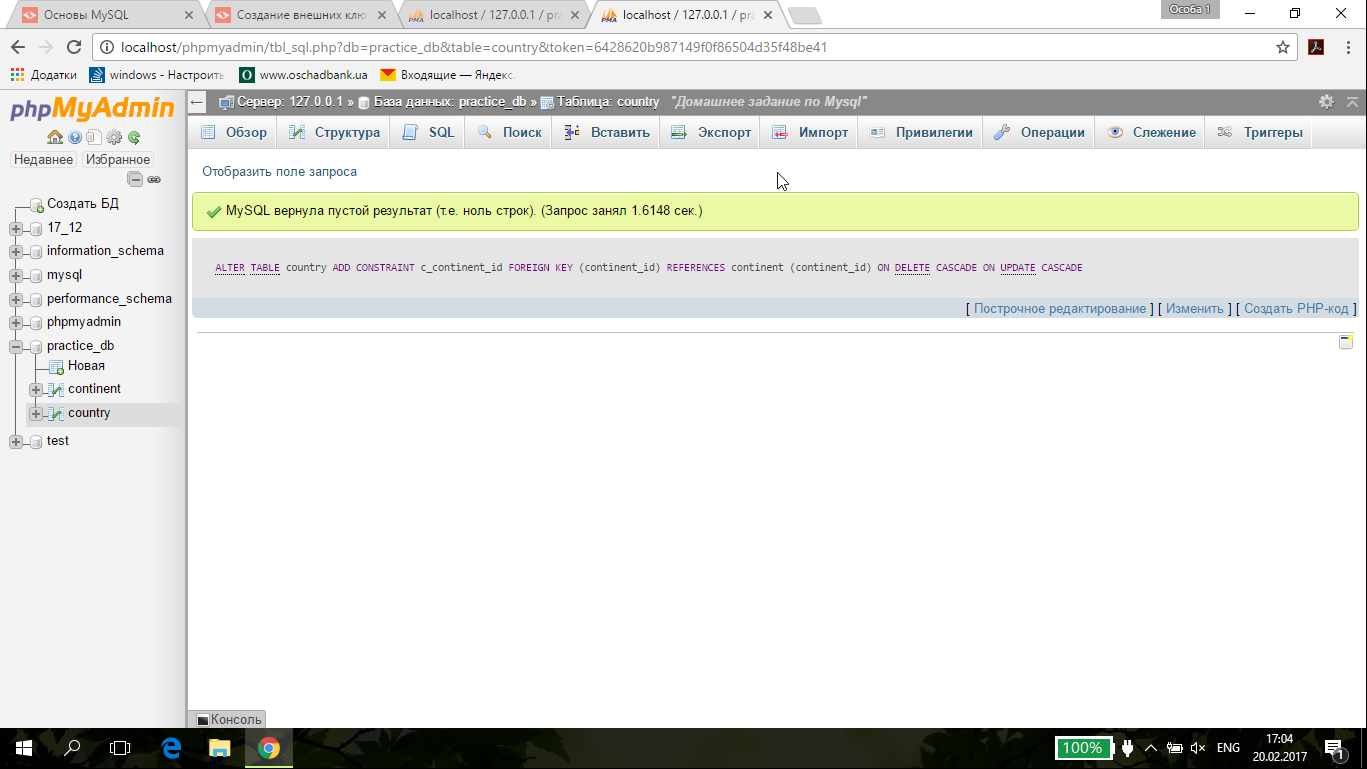 Основы MySQL
Создание внешних клю
localhost / 127.0.0.1 / pra
localhost / 127.0.0.1 / pra
Особа 1
localhost/phpmyadmin/tbl_sql.php?db=practice_db&table=country&token=6428620b987149f0f86504d35f48be41
Додатки
windows - Настроить
www.oschadbank.ua
Входящие — Яндекс.
phpMyAdmin
Недавнее
Избранное
Создать БД
17_12
information_schema
mysql
performance_schema
phpmyadmin
practice_db
Новая
continent
country
test
Сервер: 127.0.0.1 » База данных: practice_db » Таблица: country "Домашнее задание по Mysql"
Обзор Структура SQL Поиск Вставить Экспорт Импорт Привилегии Операции Слежение Триггеры
Отобразить поле запроса
MySQL вернула пустой результат (т.е. ноль строк). (Запрос занял 1.6148 сек.)
ALTER TABLE country ADD CONSTRAINT c_continent_id FOREIGN KEY (continent_id) REFERENCES continent (continent_id) ON DELETE CASCADE ON UPDATE CASCADE
[ Построчное редактирование ] [ Изменить ] [ Создать PHP-код ]
Консоль
100%
ENG
17:04
20.02.2017
1